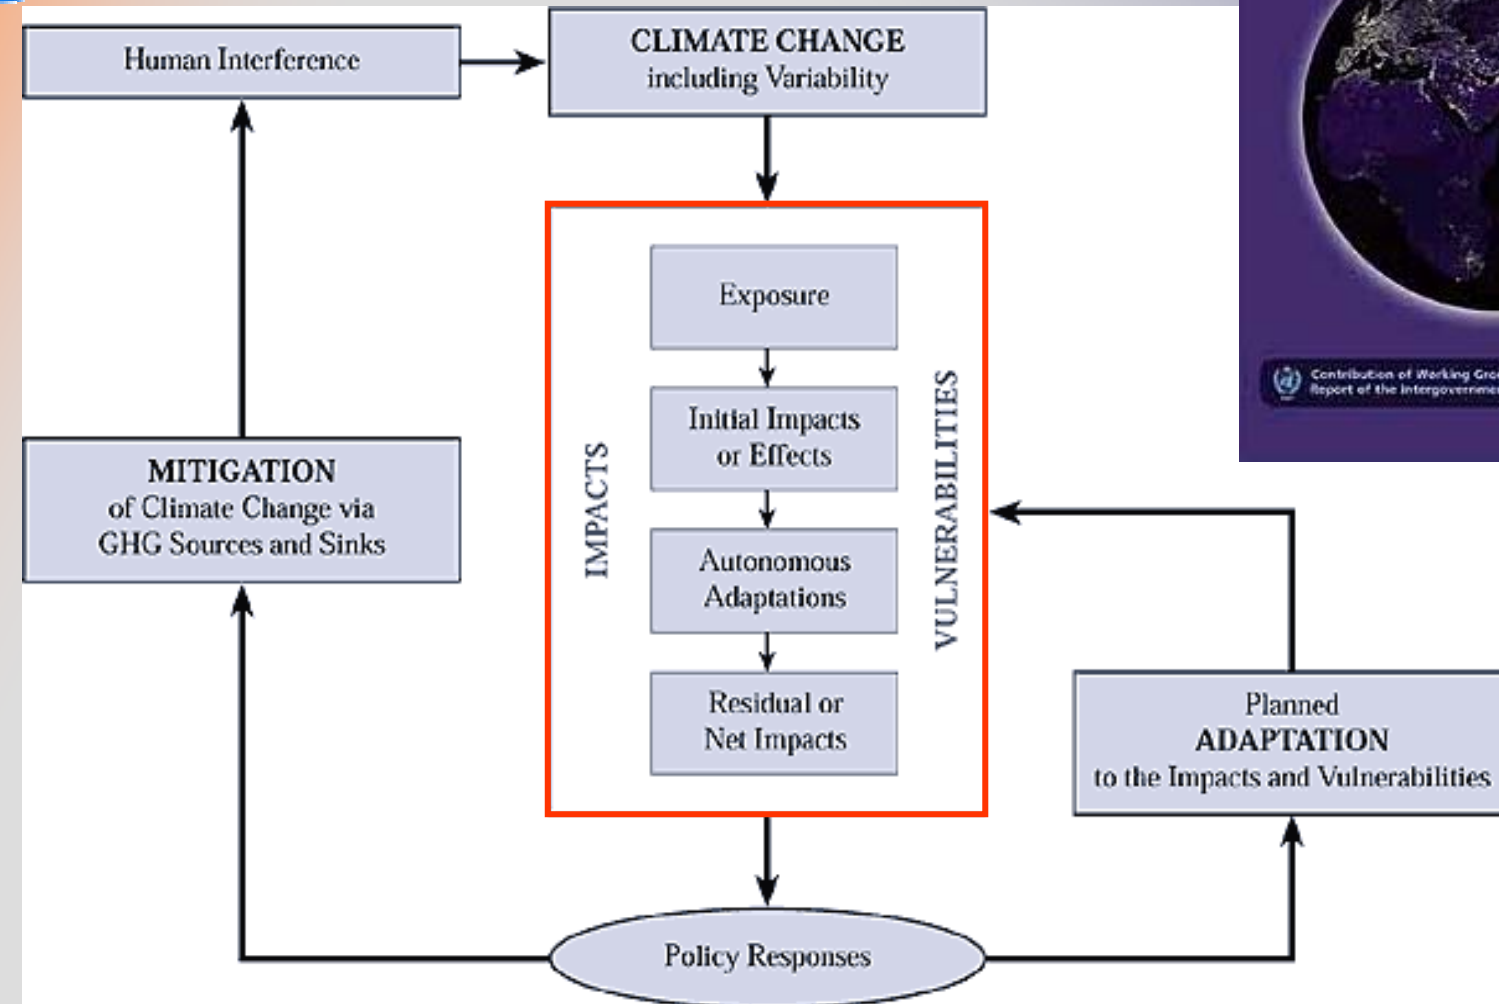 Human Interference
CLIMATE CHANGE
including Variability
Exposure
Initial Impacts
or Effects
IMPACTS
VULNERABILITIES
Autonomous
Adaptations
Residual or
Net Impacts
MITIGATION
of Climate Change via
GHG Sources and Sinks
Planned
ADAPTATION
to the Impacts and Vulnerabilities
Policy Responses
Contribution of Working
Report of the